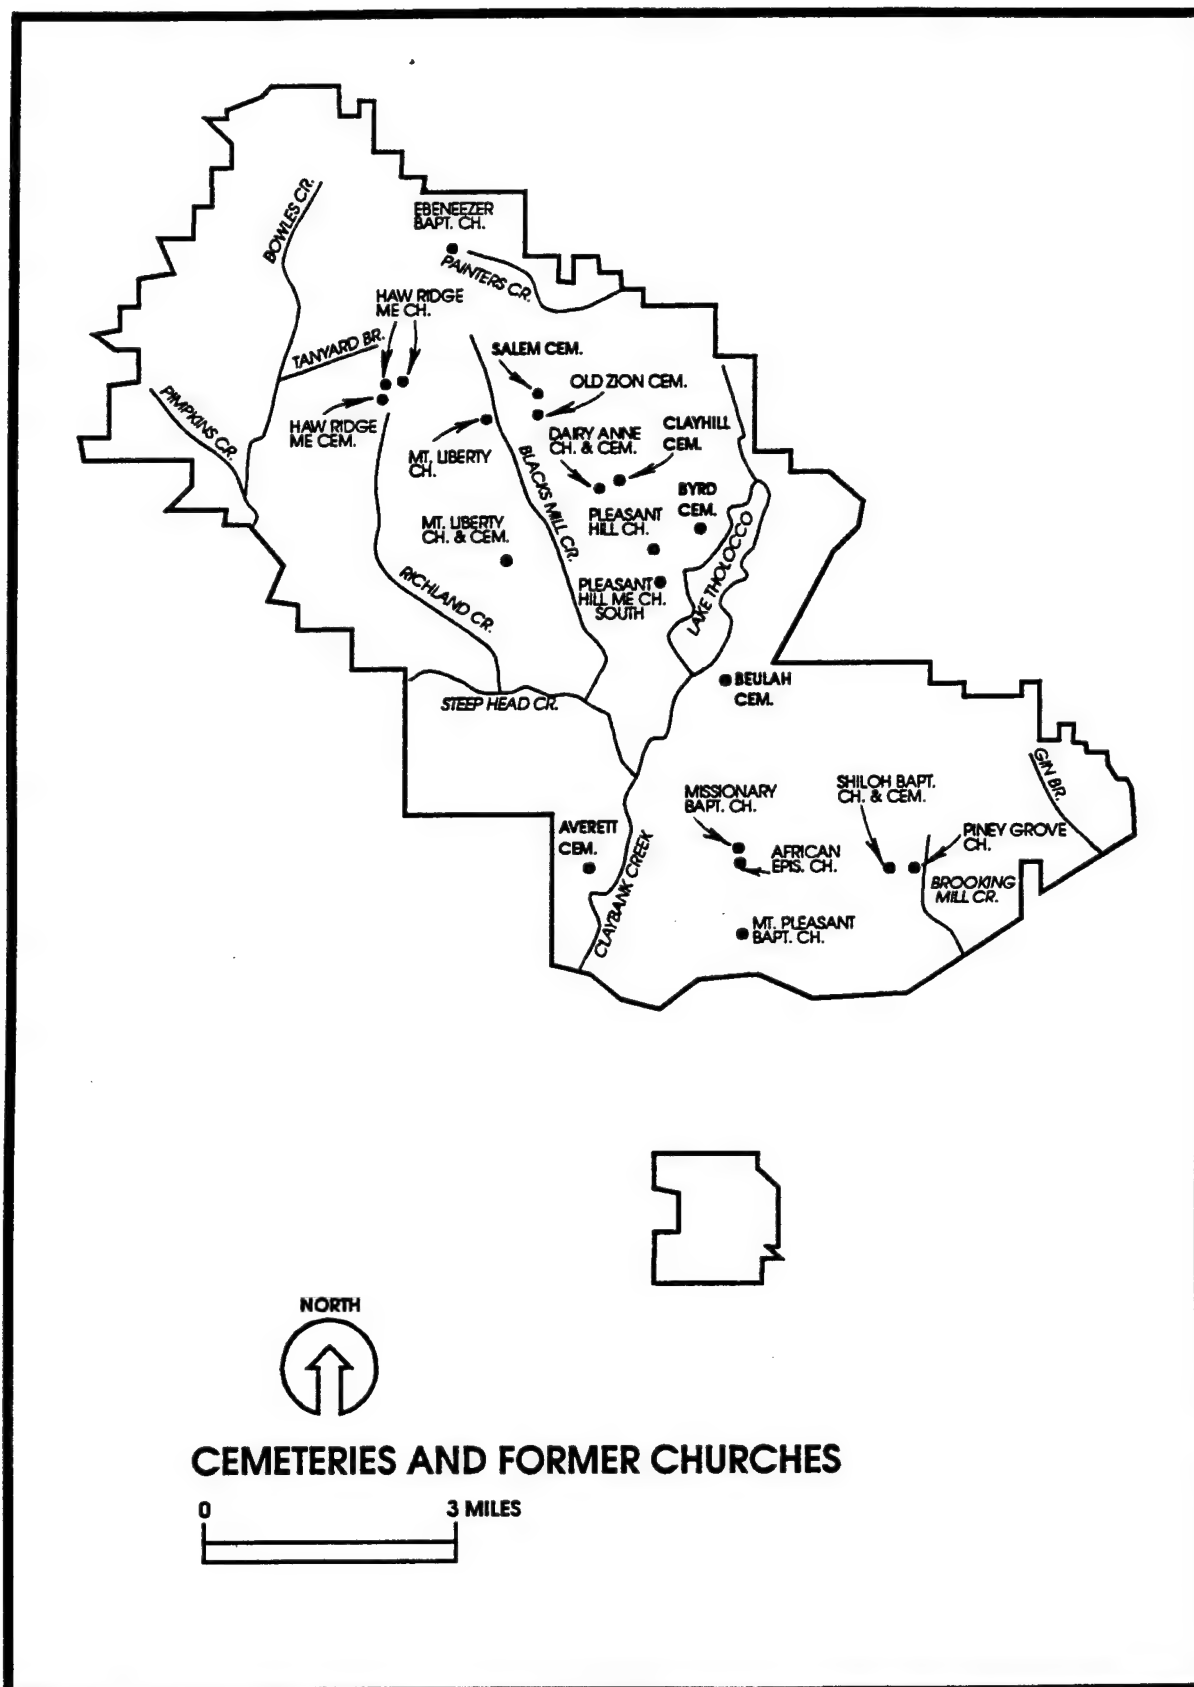 BOWLES CR.
EBENEEZER
BAPT. CH.
PAINTERS CR.
HAW RIDGE
ME CH.
TANYARD BR.
SALEM CEM.
OLD ZION CEM.
PIMPKINS CR.
HAW RIDGE
ME CEM.
MT. LIBERTY
CH.
BLACKS MILL CR.
DAIRY ANNE
CH. & CEM.
CLAYHILL
CEM.
BYRD
CEM.
PLEASANT
HILL CH.
MT. LIBERTY
CH. & CEM.
LAKE THOLOCCO
RICHLAND CR.
PLEASANT
HILL ME CH.
SOUTH
BEULAH
CEM.
STEEP HEAD CR.
GIN BR.
MISSIONARY
BAPT. CH.
SHILOH BAPT.
CH. & CEM.
AVERETT
CEM.
PINEY GROVE
CH.
AFRICAN
EPIS. CH.
BROOKING
MILL CR.
CLAYBANK CREEK
MT. PLEASANT
BAPT. CH.
NORTH
CEMETERIES AND FORMER CHURCHES
0 3 MILES